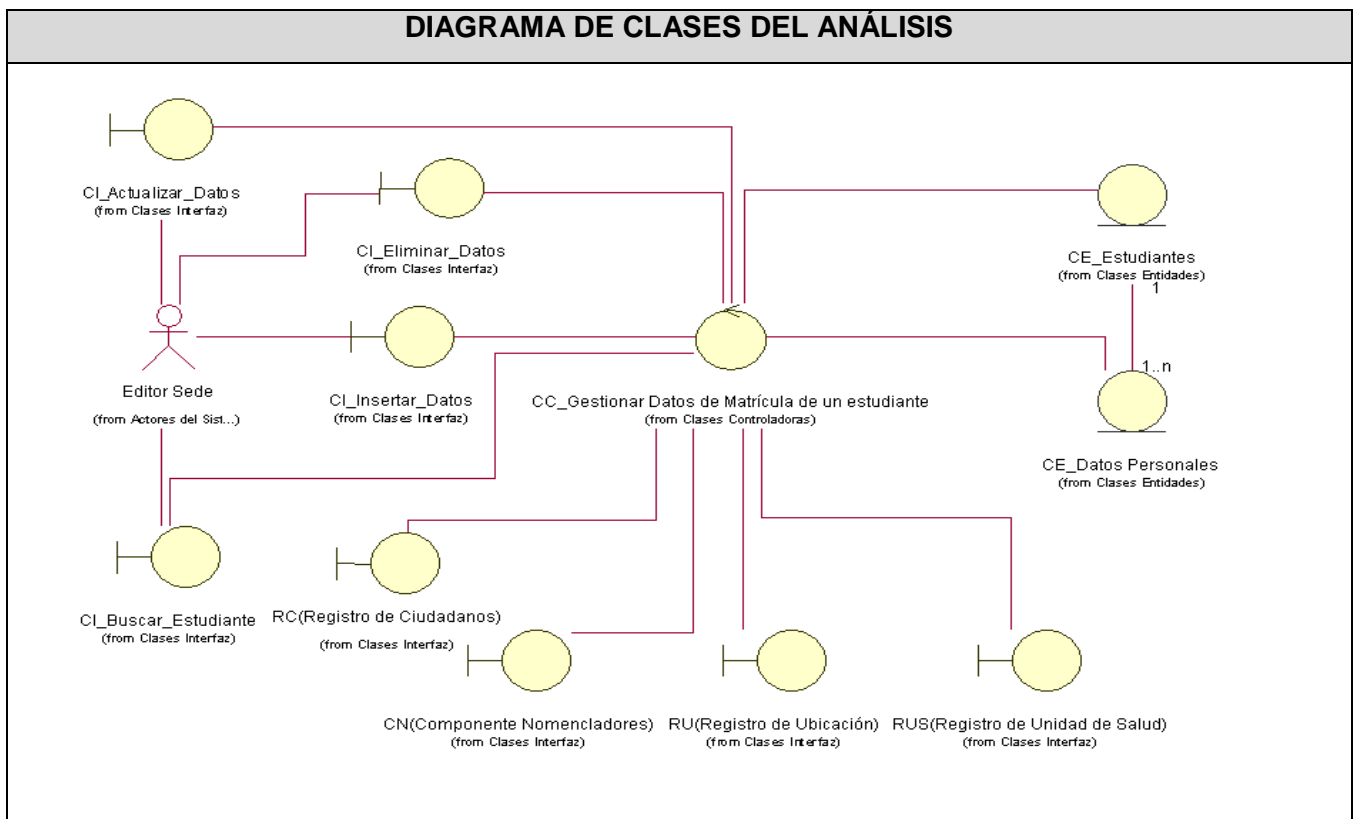 DIAGRAMA DE CLASES DEL ANÁLISIS
CI_Actualizar_Datos
(from Clases Interfaz)
CI_Eliminar_Datos
(from Clases Interfaz)
CE_Estudiantes
(from Clases Entidades)
1
1..n
Editor Sede
(from Actores del Sist...)
CI_Insertar_Datos
(from Clases Interfaz)
CC_Gestionar Datos de Matrícula de un estudiante
(from Clases Controladoras)
CE_Datos Personales
(from Clases Entidades)
CI_Buscar_Estudiante
(from Clases Interfaz)
RC(Registro de Ciudadanos)
(from Clases Interfaz)
CN(Componente Nomencladores)
(from Clases Interfaz)
RU(Registro de Ubicación)
(from Clases Interfaz)
RUS(Registro de Unidad de Salud)
(from Clases Interfaz)